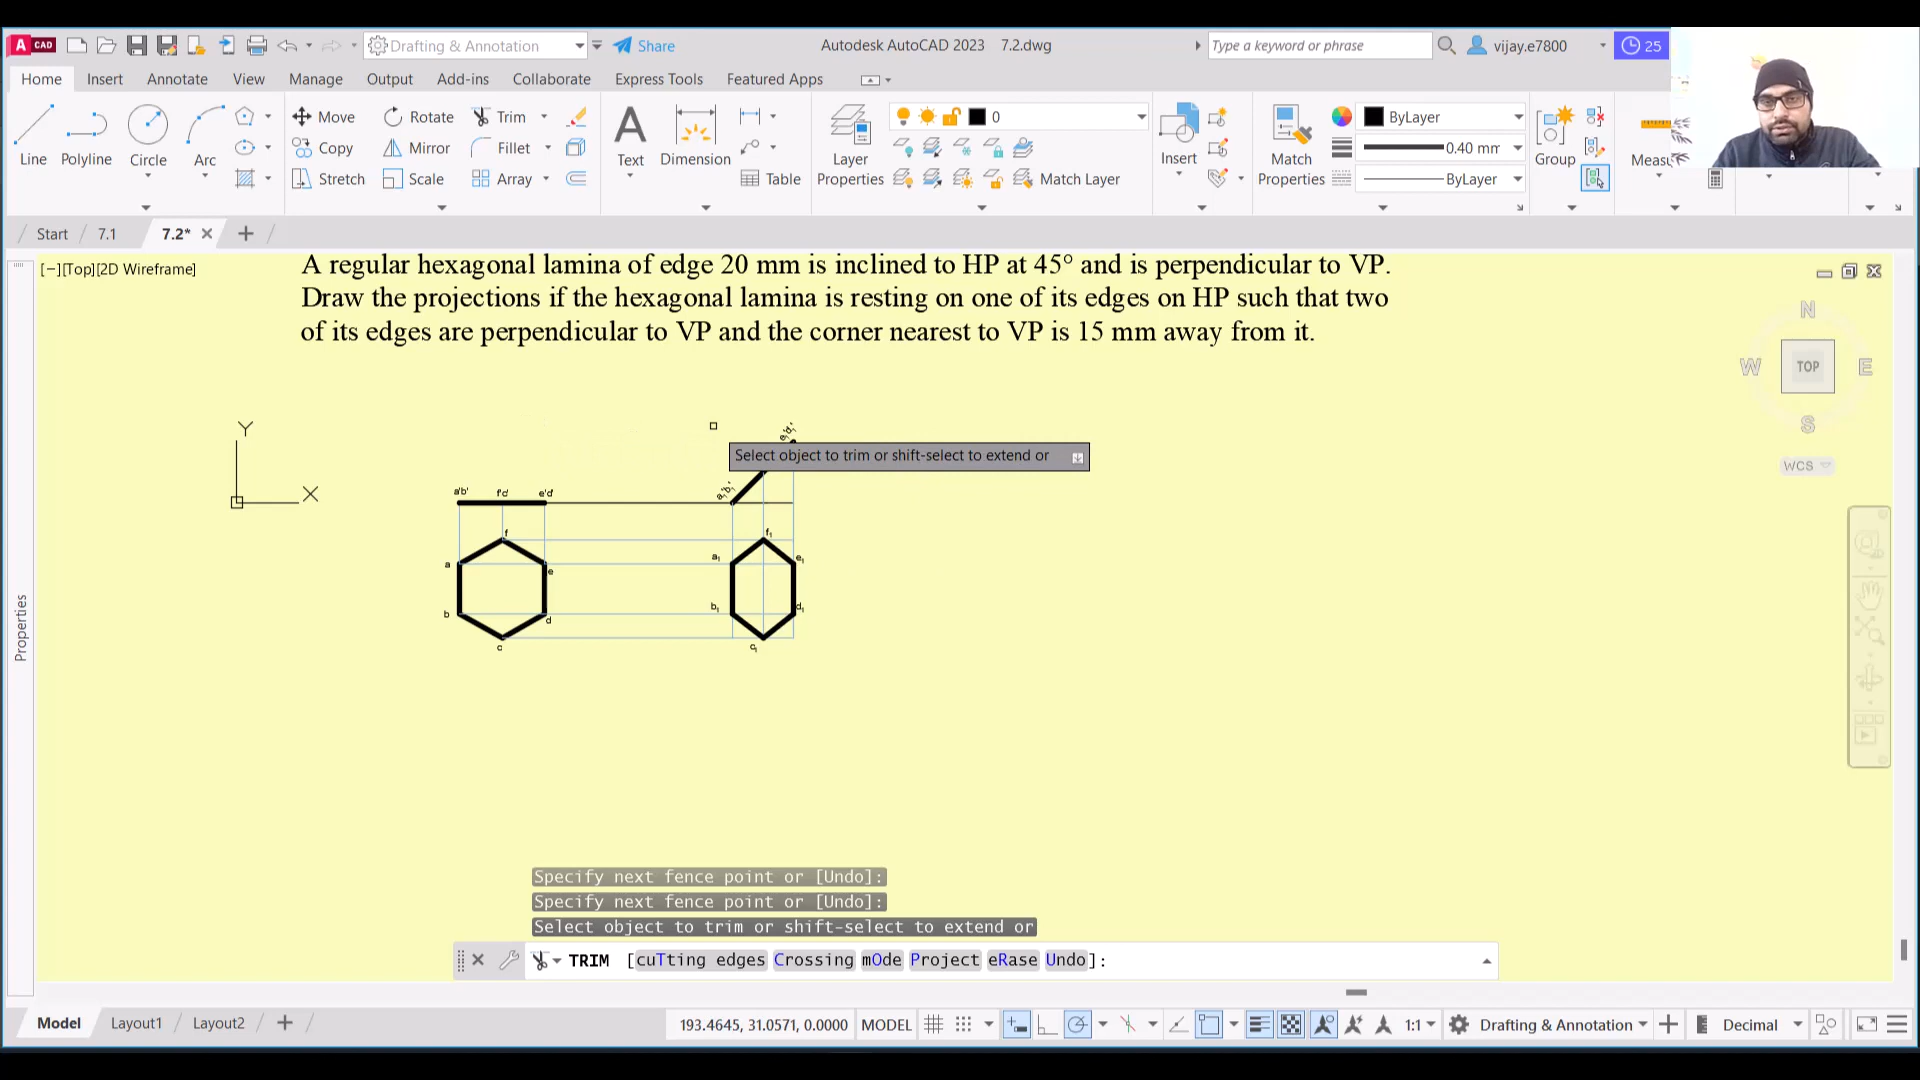 A CAD
Drafting & Annotation
Share
Autodesk AutoCAD 2023 7.2.dwg
Type a keyword or phrase
vijay.e7800
25
Home Insert Annotate View Manage Output Add-ins Collaborate Express Tools Featured Apps
Line
Polyline
Circle
Arc
Move
Copy
Stretch
Rotate
Mirror
Scale
Trim
Fillet
Array
Text
Dimension
Table
Layer Properties
0
Match Layer
Insert
Match Properties
ByLayer
0.40 mm
ByLayer
Group
Start
7.1
7.2*
[−][Top][2D Wireframe]
A regular hexagonal lamina of edge 20 mm is inclined to HP at 45° and is perpendicular to VP.
Draw the projections if the hexagonal lamina is resting on one of its edges on HP such that two
of its edges are perpendicular to VP and the corner nearest to VP is 15 mm away from it.
N
W
TOP
E
S
WCS
Y
X
Select object to trim or shift-select to extend or
a'b'
f'c'
e'd'
f
a
e
b
d
c
f₁
a₁
e₁
b₁
d₁
c₁
Properties
Specify next fence point or [Undo]:
Specify next fence point or [Undo]:
Select object to trim or shift-select to extend or
TRIM [cuTting edges Crossing mOde Project eRase Undo]:
Model
Layout1
Layout2
193.4645, 31.0571, 0.0000
MODEL
1:1
Drafting & Annotation
Decimal